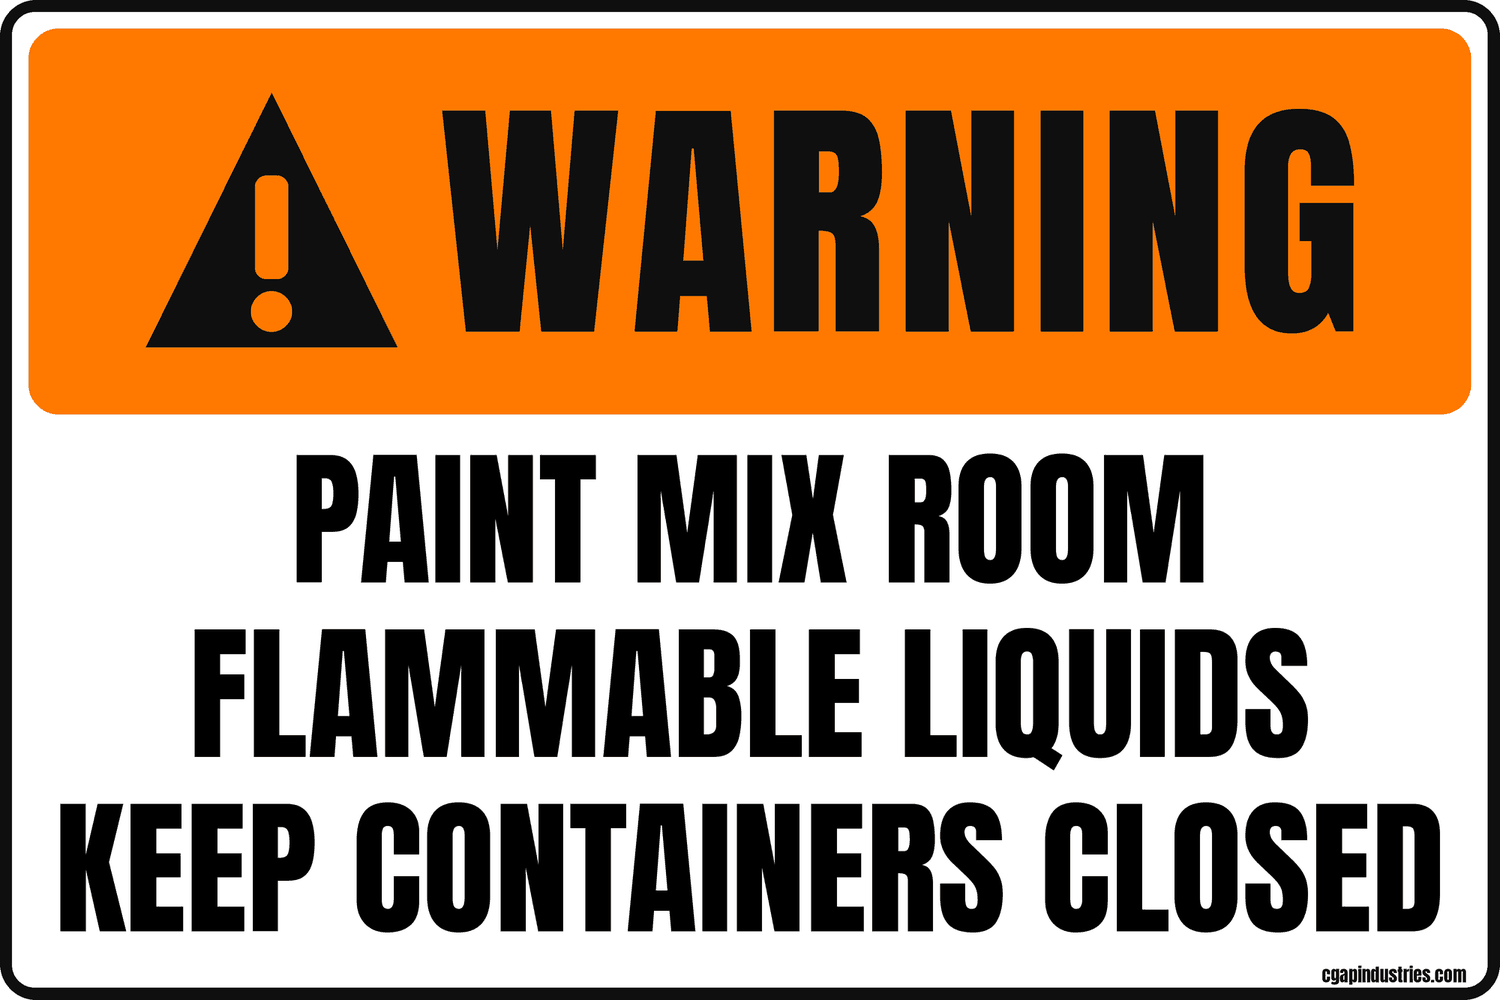 WARNING
PAINT MIX ROOM
FLAMMABLE LIQUIDS
KEEP CONTAINERS CLOSED
cgapindustries.com